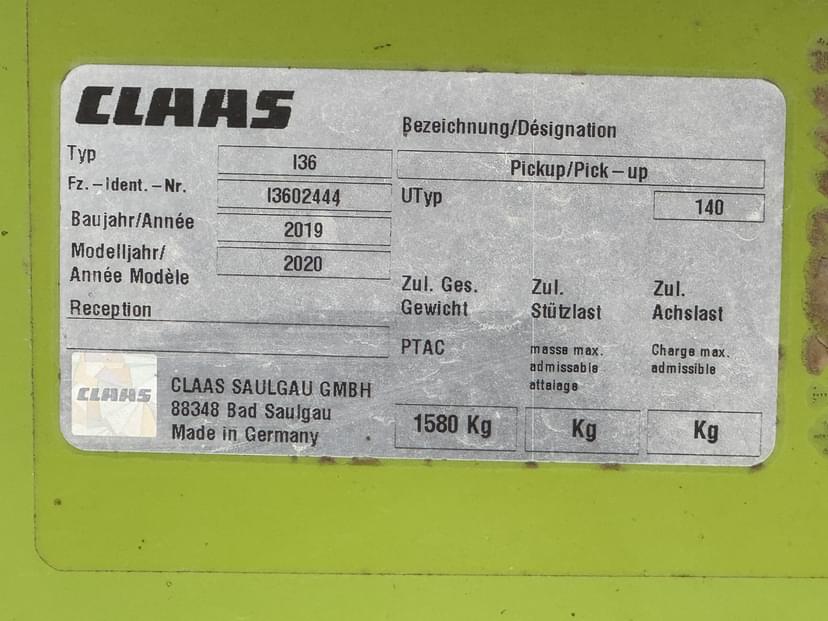 CLAAS
Bezeichnung/Désignation
Typ I36 Pickup/Pick-up
Fz.-Ident.-Nr. I3602444 UTyp 140
Baujahr/Année 2019
Modelljahr/
Année Modèle 2020
Zul. Ges. Zul. Zul.
Gewicht Stützlast Achslast
Reception
PTAC masse max. Charge max.
admissable admissible
attelage
CLAAS
CLAAS SAULGAU GMBH
88348 Bad Saulgau
Made in Germany
1580 Kg Kg Kg